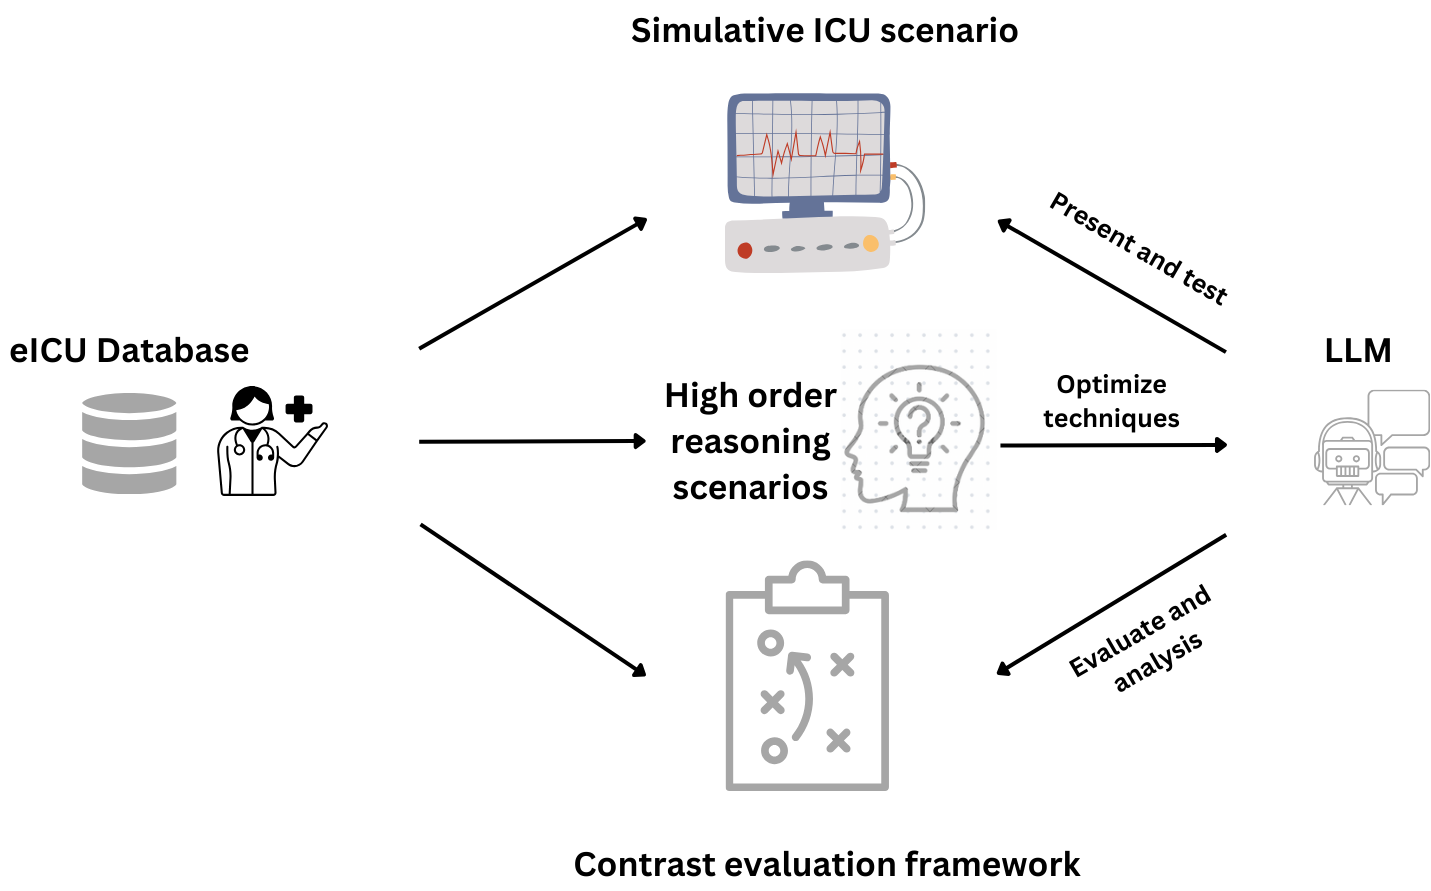 Simulative ICU scenario
Present and test
eICU Database
LLM
High order
reasoning
scenarios
Optimize
techniques
Evaluate and
analysis
Contrast evaluation framework